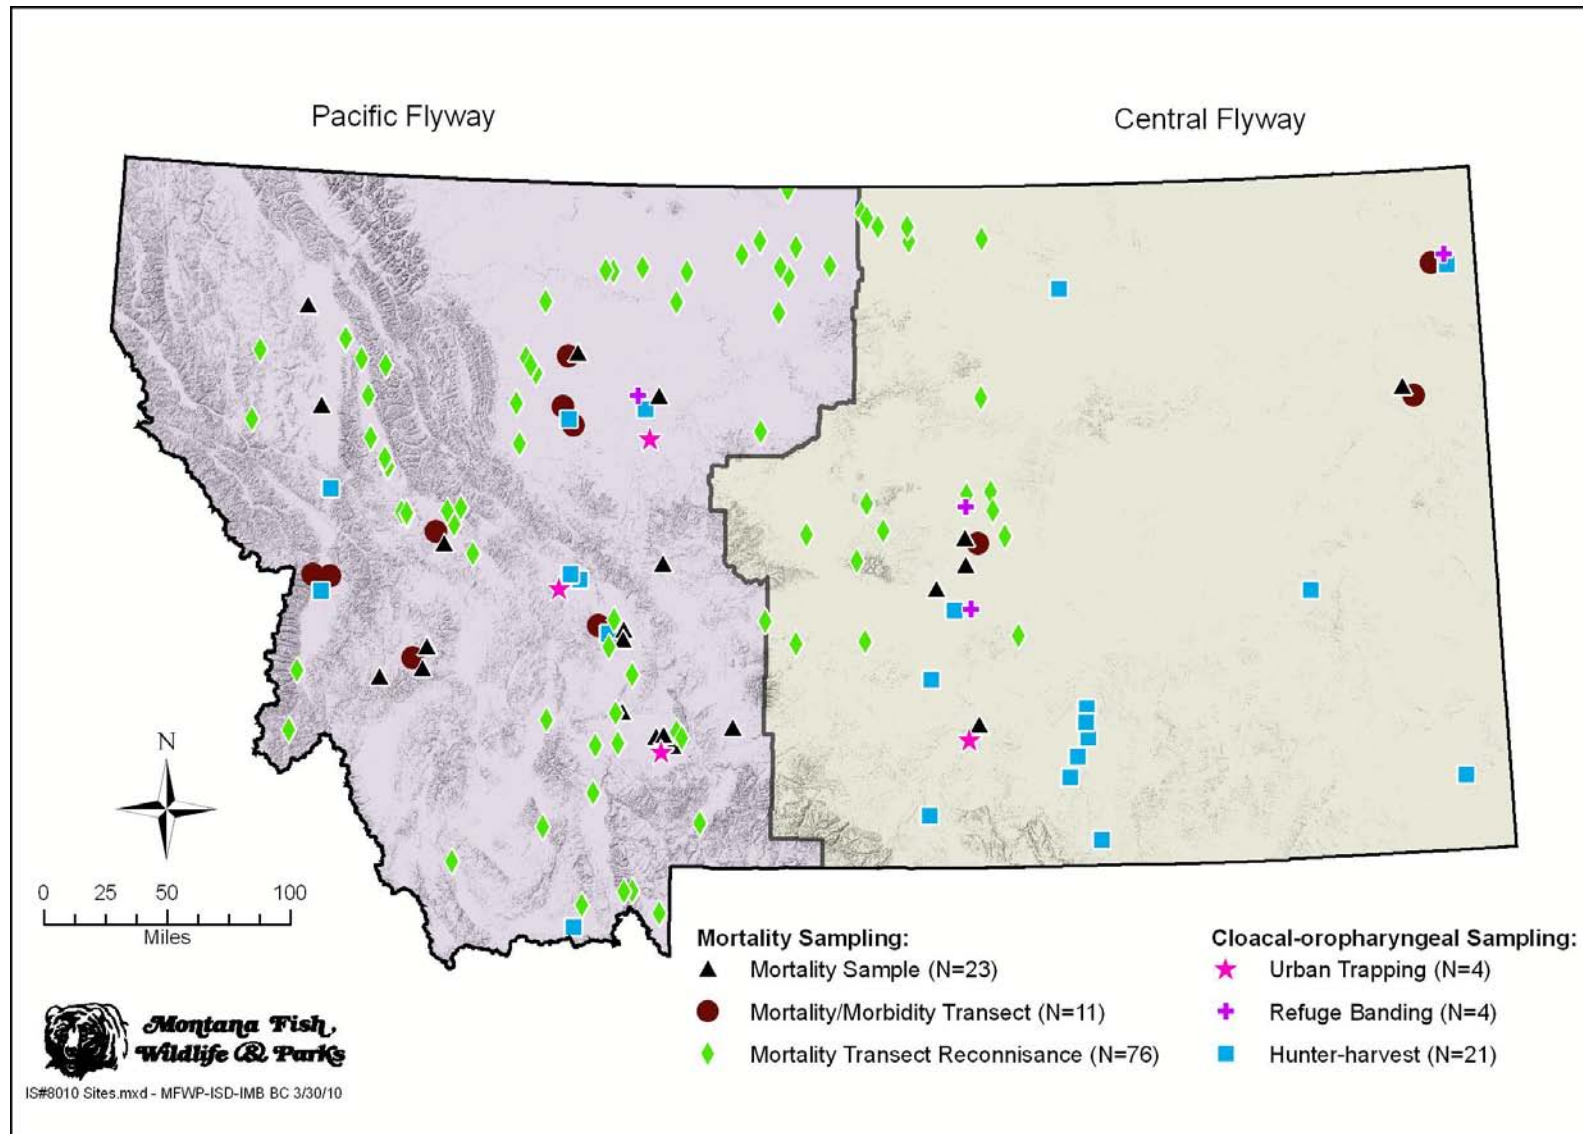 Pacific Flyway
Central Flyway
N
0 25 50 100
Miles
Mortality Sampling:
Mortality Sample (N=23)
Mortality/Morbidity Transect (N=11)
Mortality Transect Reconnisance (N=76)
Cloacal-oropharyngeal Sampling:
Urban Trapping (N=4)
Refuge Banding (N=4)
Hunter-harvest (N=21)
Montana Fish,
Wildlife & Parks
IS#8010 Sites.mxd - MFWP-ISD-IMB BC 3/30/10